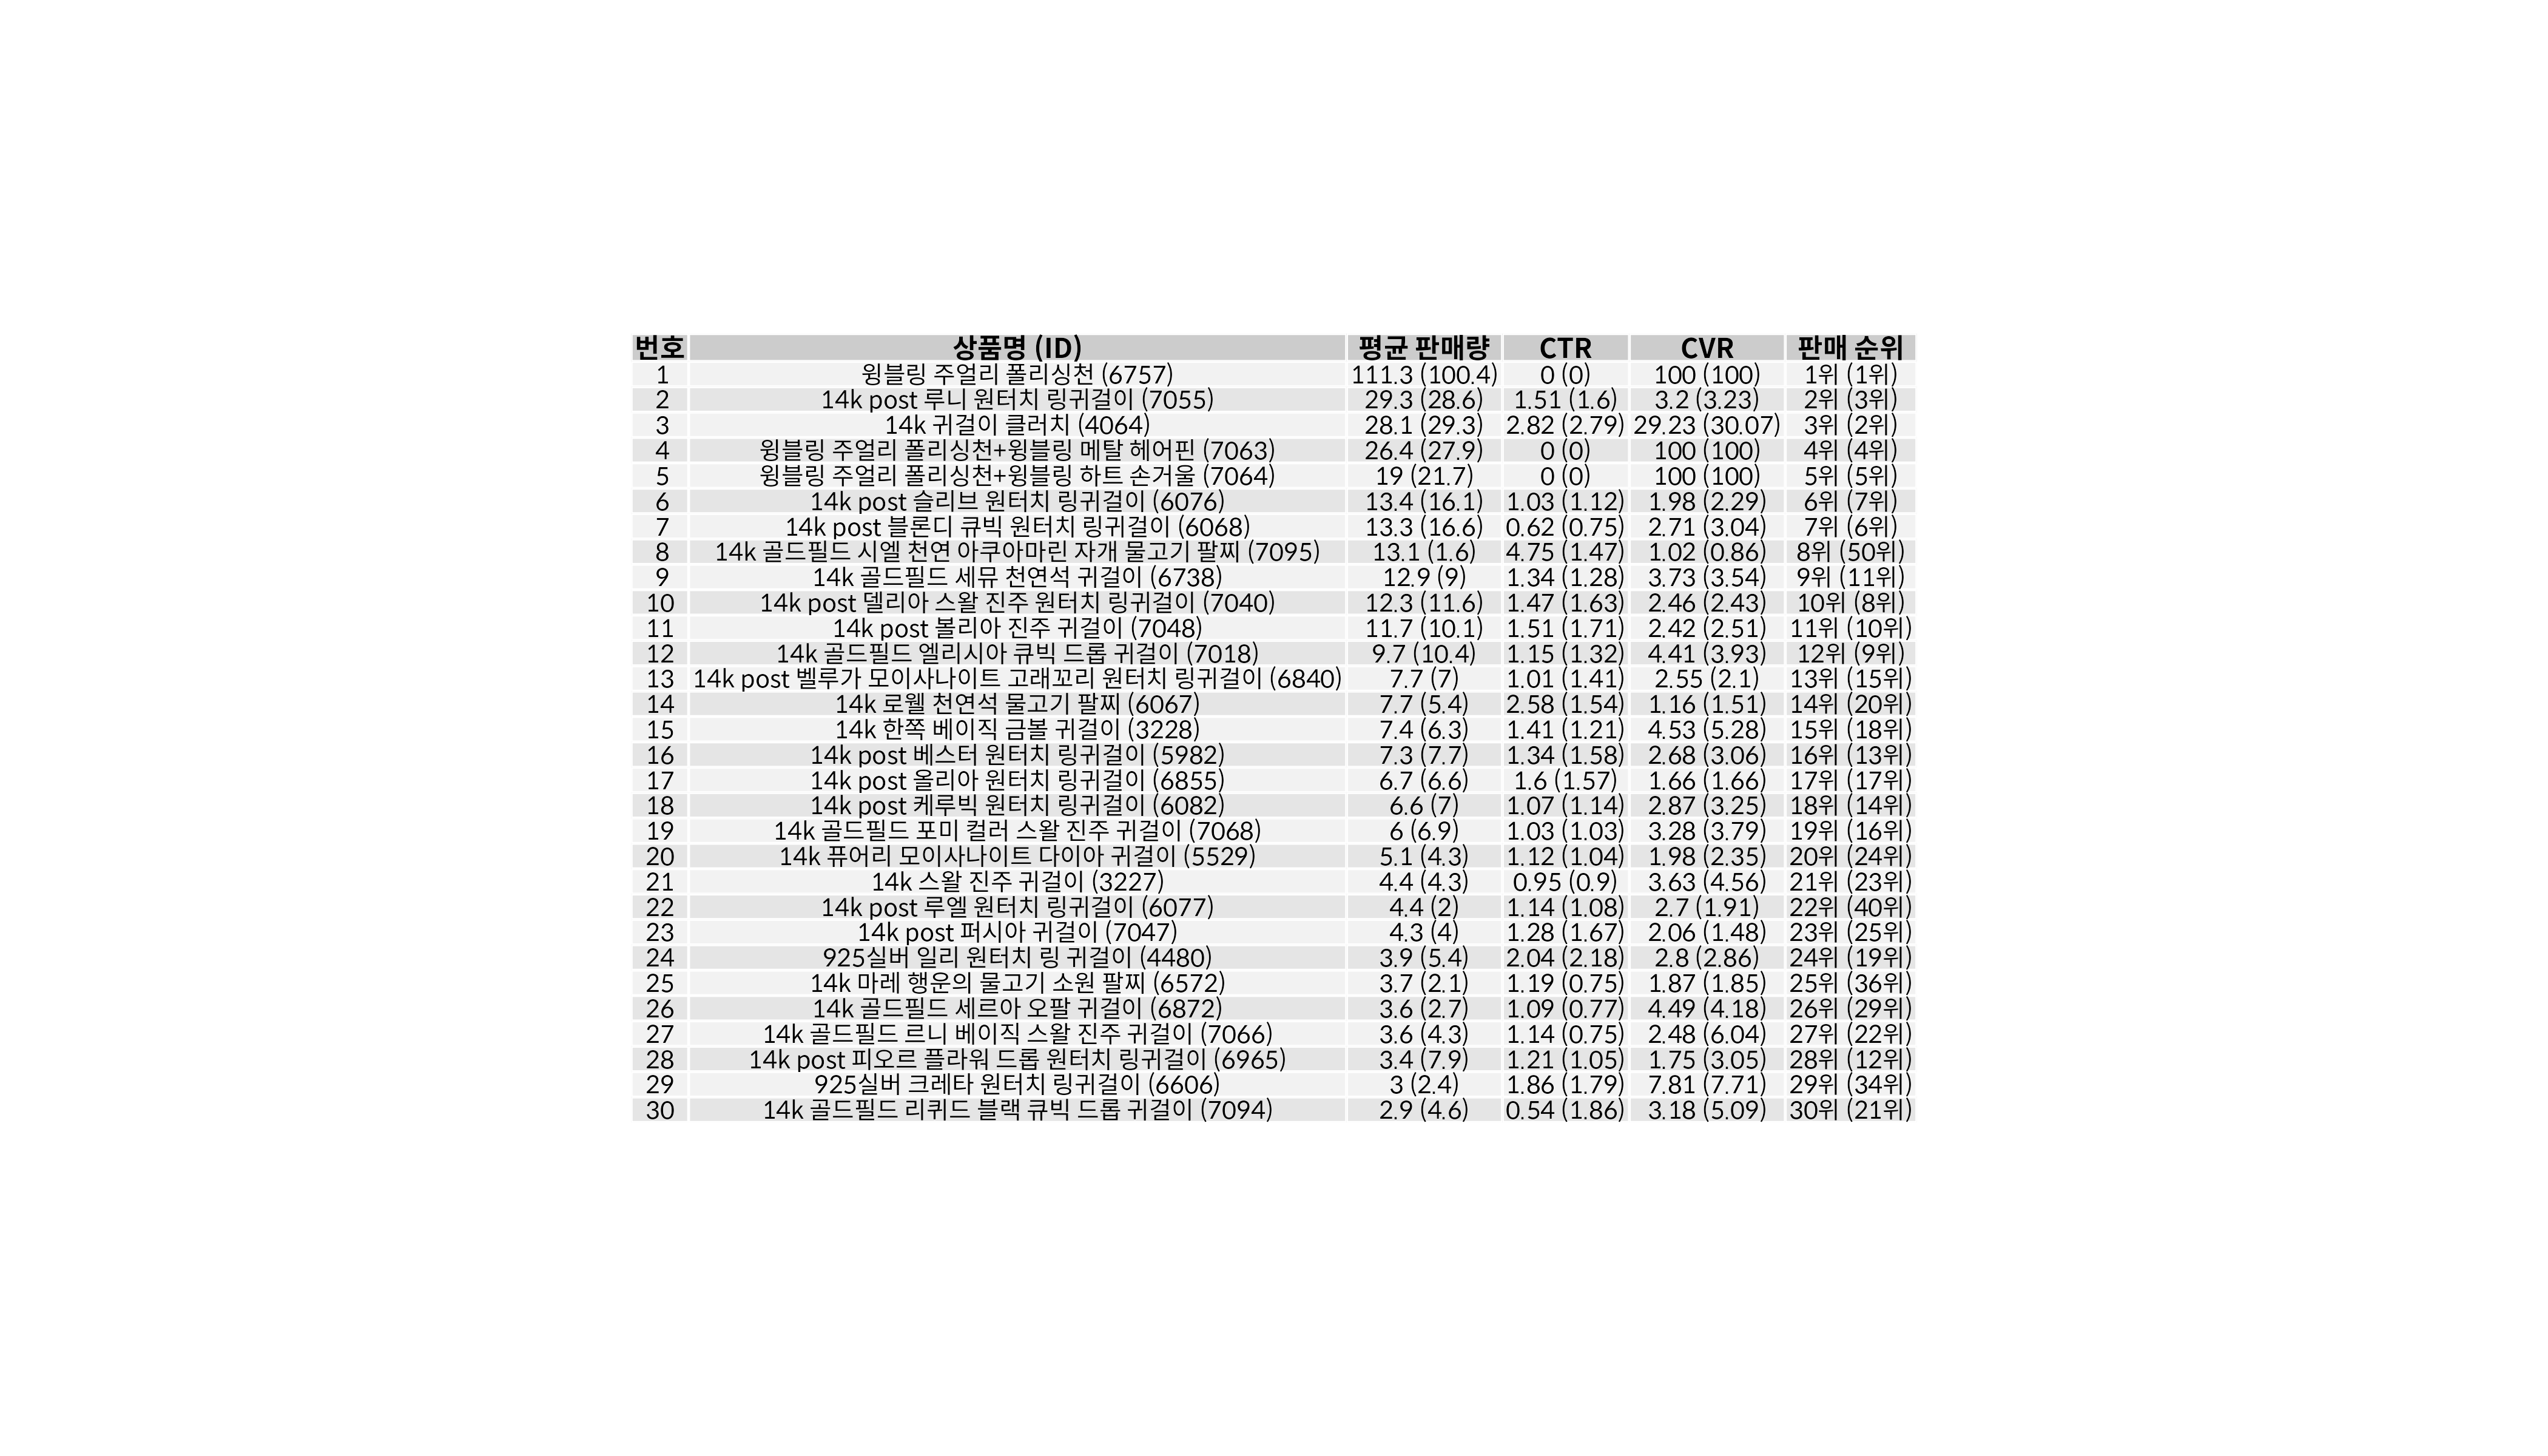 번호 상품명 (ID) 평균 판매량 CTR CVR 판매 순위
1 윙블링 주얼리 폴리싱천 (6757) 111.3 (100.4) 0 (0) 100 (100) 1위 (1위)
2 14k post 루니 원터치 링귀걸이 (7055) 29.3 (28.6) 1.51 (1.6) 3.2 (3.23) 2위 (3위)
3 14k 귀걸이 클러치 (4064) 28.1 (29.3) 2.82 (2.79) 29.23 (30.07) 3위 (2위)
4 윙블링 주얼리 폴리싱천+윙블링 메탈 헤어핀 (7063) 26.4 (27.9) 0 (0) 100 (100) 4위 (4위)
5 윙블링 주얼리 폴리싱천+윙블링 하트 손거울 (7064) 19 (21.7) 0 (0) 100 (100) 5위 (5위)
6 14k post 슬리브 원터치 링귀걸이 (6076) 13.4 (16.1) 1.03 (1.12) 1.98 (2.29) 6위 (7위)
7 14k post 블론디 큐빅 원터치 링귀걸이 (6068) 13.3 (16.6) 0.62 (0.75) 2.71 (3.04) 7위 (6위)
8 14k 골드필드 시엘 천연 아쿠아마린 자개 물고기 팔찌 (7095) 13.1 (1.6) 4.75 (1.47) 1.02 (0.86) 8위 (50위)
9 14k 골드필드 세뮤 천연석 귀걸이 (6738) 12.9 (9) 1.34 (1.28) 3.73 (3.54) 9위 (11위)
10 14k post 델리아 스왈 진주 원터치 링귀걸이 (7040) 12.3 (11.6) 1.47 (1.63) 2.46 (2.43) 10위 (8위)
11 14k post 볼리아 진주 귀걸이 (7048) 11.7 (10.1) 1.51 (1.71) 2.42 (2.51) 11위 (10위)
12 14k 골드필드 엘리시아 큐빅 드롭 귀걸이 (7018) 9.7 (10.4) 1.15 (1.32) 4.41 (3.93) 12위 (9위)
13 14k post 벨루가 모이사나이트 고래꼬리 원터치 링귀걸이 (6840) 7.7 (7) 1.01 (1.41) 2.55 (2.1) 13위 (15위)
14 14k 로웰 천연석 물고기 팔찌 (6067) 7.7 (5.4) 2.58 (1.54) 1.16 (1.51) 14위 (20위)
15 14k 한쪽 베이직 금볼 귀걸이 (3228) 7.4 (6.3) 1.41 (1.21) 4.53 (5.28) 15위 (18위)
16 14k post 베스터 원터치 링귀걸이 (5982) 7.3 (7.7) 1.34 (1.58) 2.68 (3.06) 16위 (13위)
17 14k post 올리아 원터치 링귀걸이 (6855) 6.7 (6.6) 1.6 (1.57) 1.66 (1.66) 17위 (17위)
18 14k post 케루빅 원터치 링귀걸이 (6082) 6.6 (7) 1.07 (1.14) 2.87 (3.25) 18위 (14위)
19 14k 골드필드 포미 컬러 스왈 진주 귀걸이 (7068) 6 (6.9) 1.03 (1.03) 3.28 (3.79) 19위 (16위)
20 14k 퓨어리 모이사나이트 다이아 귀걸이 (5529) 5.1 (4.3) 1.12 (1.04) 1.98 (2.35) 20위 (24위)
21 14k 스왈 진주 귀걸이 (3227) 4.4 (4.3) 0.95 (0.9) 3.63 (4.56) 21위 (23위)
22 14k post 루엘 원터치 링귀걸이 (6077) 4.4 (2) 1.14 (1.08) 2.7 (1.91) 22위 (40위)
23 14k post 퍼시아 귀걸이 (7047) 4.3 (4) 1.28 (1.67) 2.06 (1.48) 23위 (25위)
24 925실버 일리 원터치 링 귀걸이 (4480) 3.9 (5.4) 2.04 (2.18) 2.8 (2.86) 24위 (19위)
25 14k 마레 행운의 물고기 소원 팔찌 (6572) 3.7 (2.1) 1.19 (0.75) 1.87 (1.85) 25위 (36위)
26 14k 골드필드 세르아 오팔 귀걸이 (6872) 3.6 (2.7) 1.09 (0.77) 4.49 (4.18) 26위 (29위)
27 14k 골드필드 르니 베이직 스왈 진주 귀걸이 (7066) 3.6 (4.3) 1.14 (0.75) 2.48 (6.04) 27위 (22위)
28 14k post 피오르 플라워 드롭 원터치 링귀걸이 (6965) 3.4 (7.9) 1.21 (1.05) 1.75 (3.05) 28위 (12위)
29 925실버 크레타 원터치 링귀걸이 (6606) 3 (2.4) 1.86 (1.79) 7.81 (7.71) 29위 (34위)
30 14k 골드필드 리퀴드 블랙 큐빅 드롭 귀걸이 (7094) 2.9 (4.6) 0.54 (1.86) 3.18 (5.09) 30위 (21위)